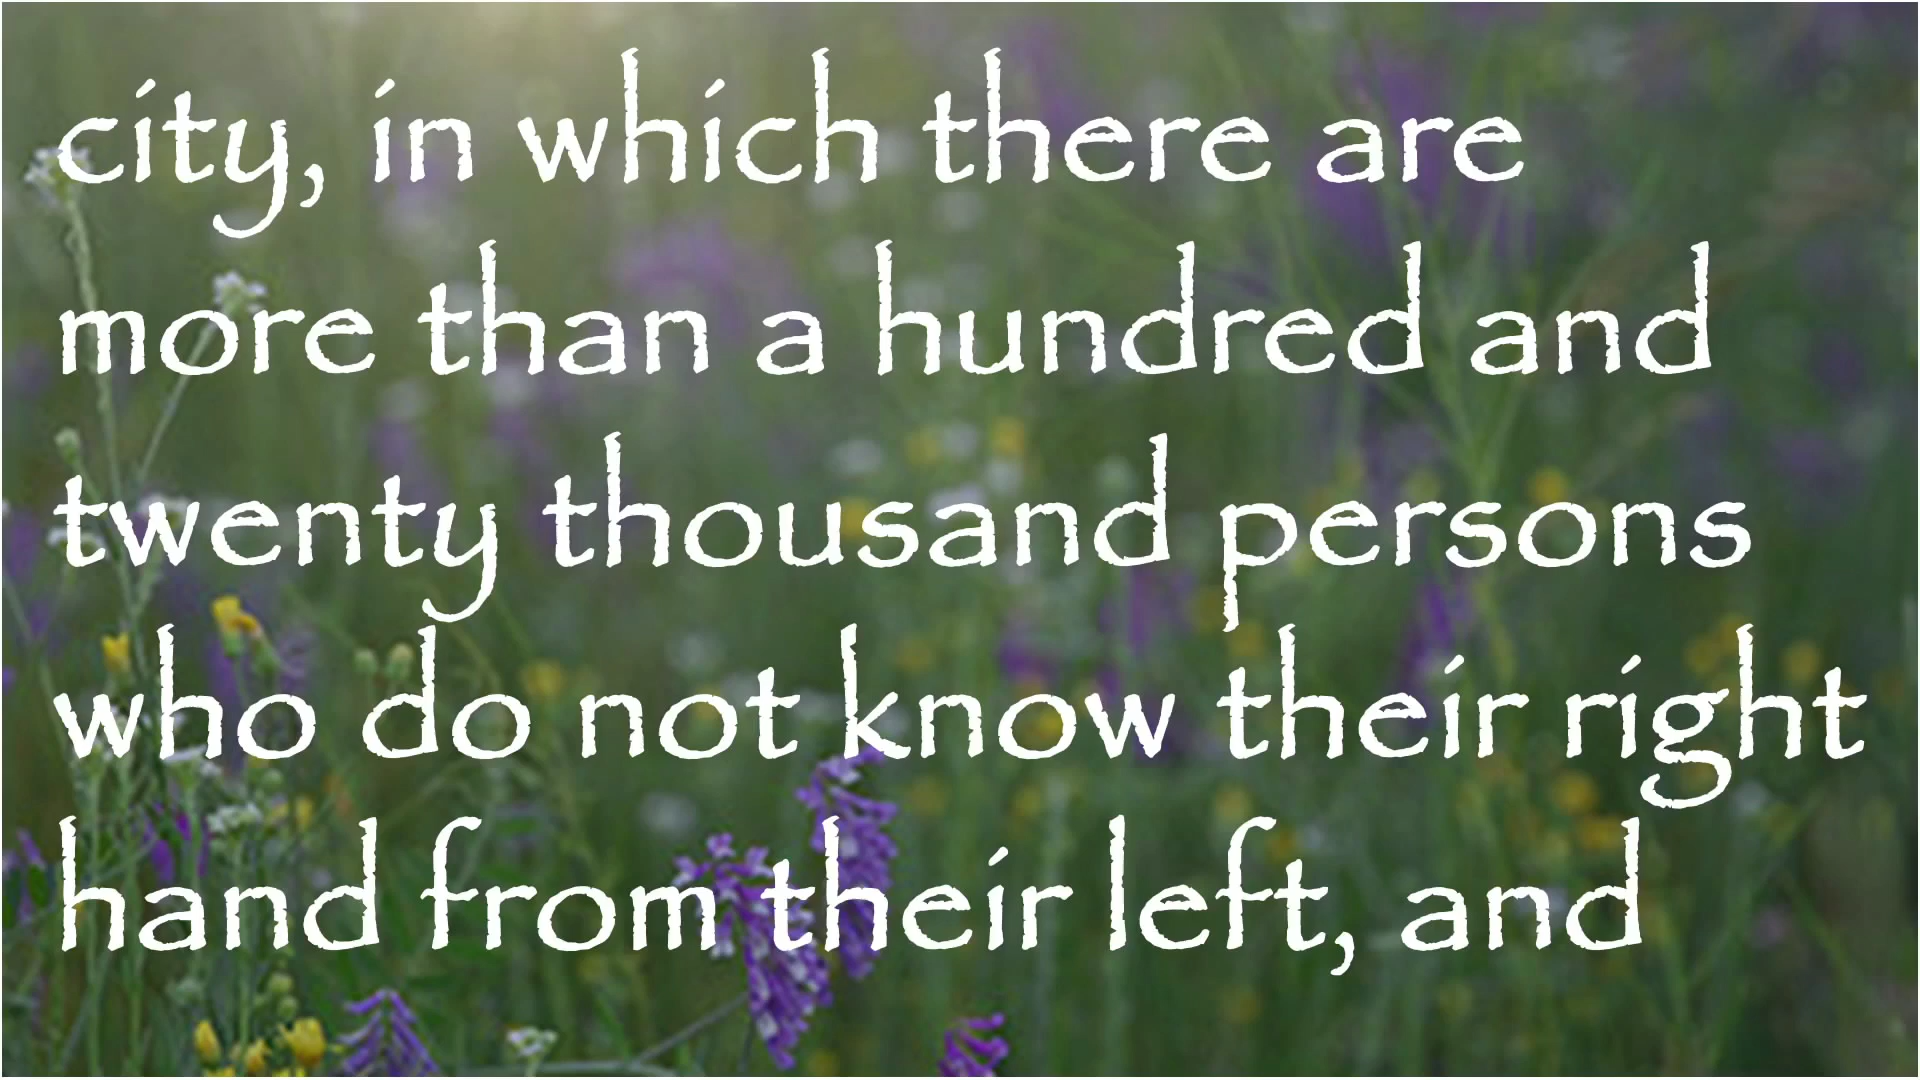 city, in which there are
more than a hundred and
twenty thousand persons
who do not know their right
hand from their left, and